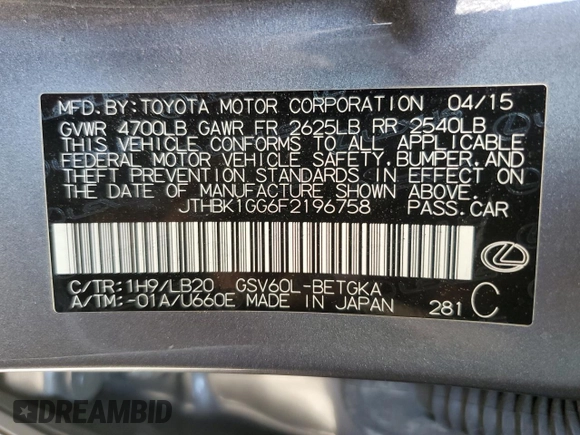 MFD.BY:TOYOTA MOTOR CORPORATION 04/15
GVWR 4700LB GAWR FR 2625LB RR 2540LB
THIS VEHICLE CONFORMS TO ALL APPLICABLE
FEDERAL MOTOR VEHICLE SAFETY,BUMPER,AND
THEFT PREVENTION STANDARDS IN EFFECT ON
THE DATE OF MANUFACTURE SHOWN ABOVE.
JTHBK1GG6F2196758 PASS.CAR
C/TR:1H9/LB20 GSV60L-BETGKA
A/TM:-01A/U660E MADE IN JAPAN 281 C
DREAMBID